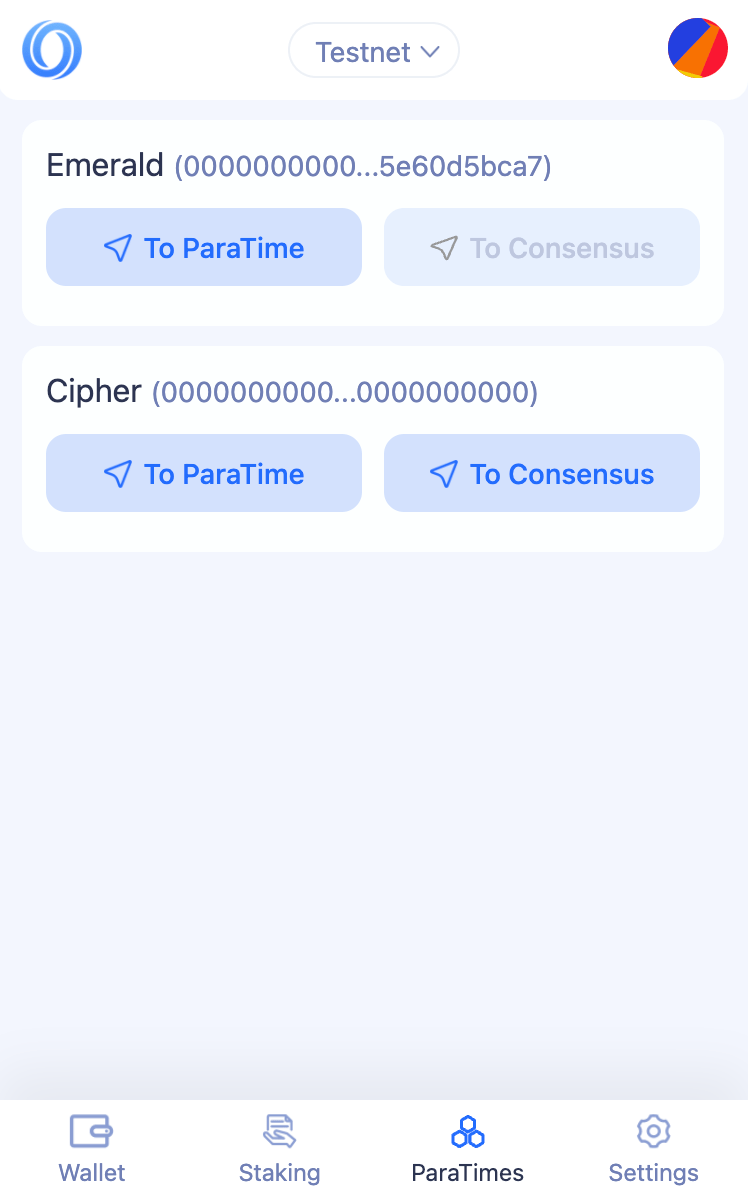 Testnet
Emerald (0000000000...5e60d5bca7)
To ParaTime To Consensus
Cipher (0000000000...0000000000)
To ParaTime To Consensus
Wallet Staking ParaTimes Settings